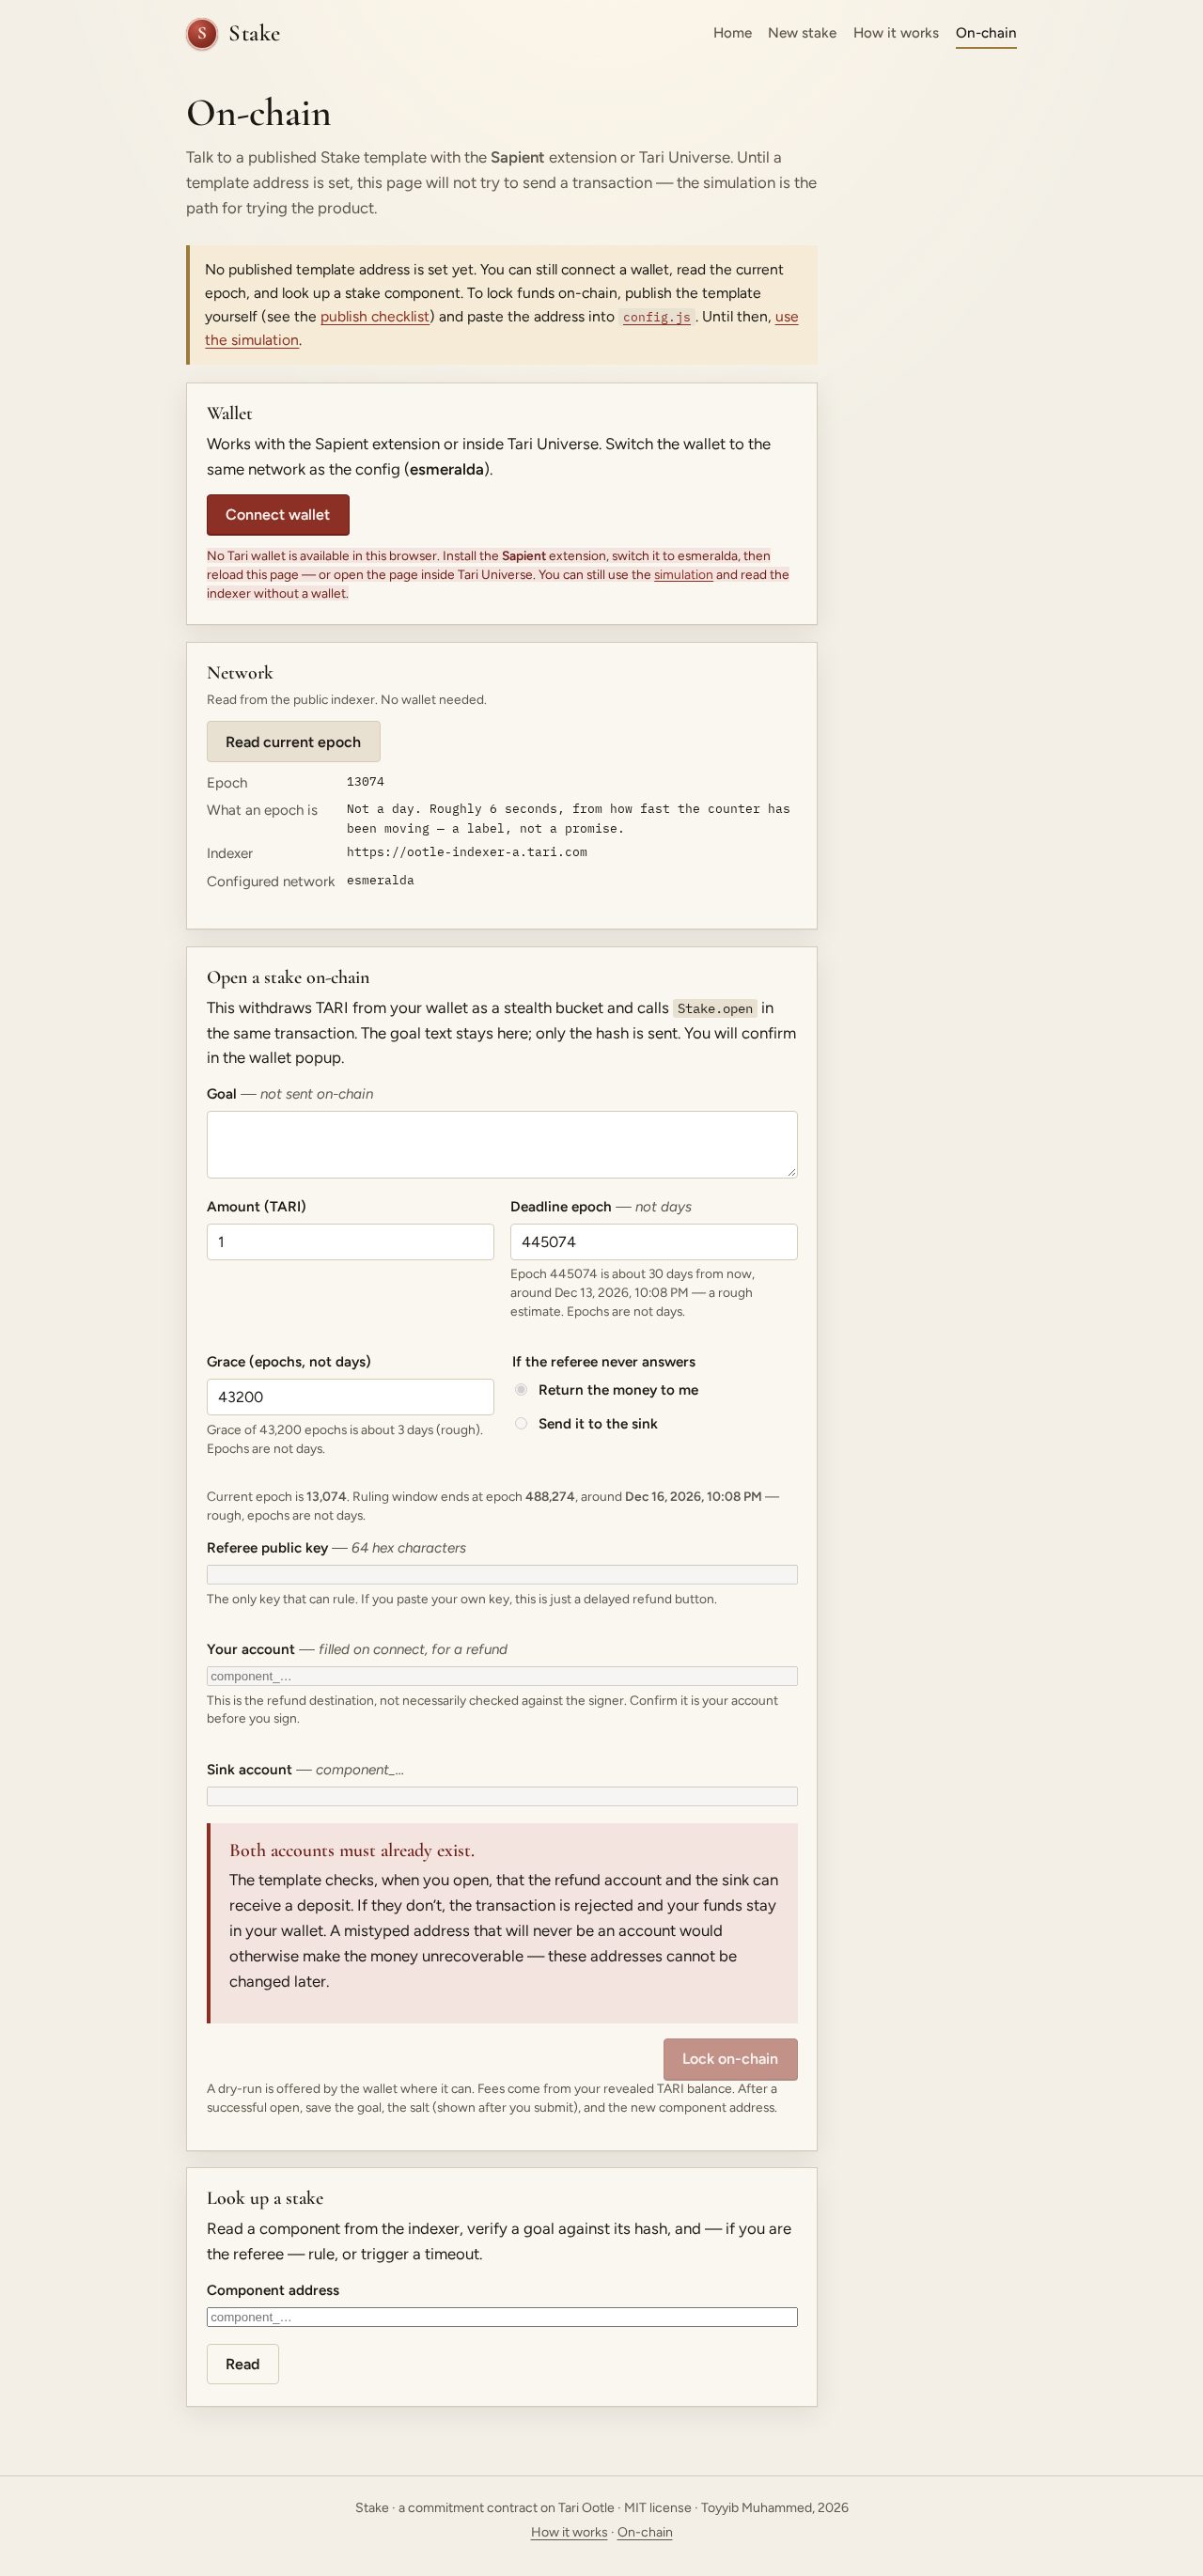 S Stake
Home New stake How it works On-chain
On-chain
Talk to a published Stake template with the Sapient extension or Tari Universe. Until a
template address is set, this page will not try to send a transaction — the simulation is the
path for trying the product.
No published template address is set yet. You can still connect a wallet, read the current
epoch, and look up a stake component. To lock funds on-chain, publish the template
yourself (see the publish checklist) and paste the address into config.js. Until then, use
the simulation.
Wallet
Works with the Sapient extension or inside Tari Universe. Switch the wallet to the
same network as the config (esmeralda).
Connect wallet
No Tari wallet is available in this browser. Install the Sapient extension, switch it to esmeralda, then
reload this page — or open the page inside Tari Universe. You can still use the simulation and read the
indexer without a wallet.
Network
Read from the public indexer. No wallet needed.
Read current epoch
Epoch 13074
What an epoch is Not a day. Roughly 6 seconds, from how fast the counter has
been moving — a label, not a promise.
Indexer https://ootle-indexer-a.tari.com
Configured network esmeralda
Open a stake on-chain
This withdraws TARI from your wallet as a stealth bucket and calls Stake.open in
the same transaction. The goal text stays here; only the hash is sent. You will confirm
in the wallet popup.
Goal — not sent on-chain
Amount (TARI) Deadline epoch — not days
1 445074
Epoch 445074 is about 30 days from now,
around Dec 13, 2026, 10:08 PM — a rough
estimate. Epochs are not days.
Grace (epochs, not days) If the referee never answers
43200 Return the money to me
Send it to the sink
Grace of 43,200 epochs is about 3 days (rough).
Epochs are not days.
Current epoch is 13,074. Ruling window ends at epoch 488,274, around Dec 16, 2026, 10:08 PM —
rough, epochs are not days.
Referee public key — 64 hex characters
The only key that can rule. If you paste your own key, this is just a delayed refund button.
Your account — filled on connect, for a refund
component_…
This is the refund destination, not necessarily checked against the signer. Confirm it is your account
before you sign.
Sink account — component_…
Both accounts must already exist.
The template checks, when you open, that the refund account and the sink can
receive a deposit. If they don’t, the transaction is rejected and your funds stay
in your wallet. A mistyped address that will never be an account would
otherwise make the money unrecoverable — these addresses cannot be
changed later.
Lock on-chain
A dry-run is offered by the wallet where it can. Fees come from your revealed TARI balance. After a
successful open, save the goal, the salt (shown after you submit), and the new component address.
Look up a stake
Read a component from the indexer, verify a goal against its hash, and — if you are
the referee — rule, or trigger a timeout.
Component address
component_…
Read
Stake · a commitment contract on Tari Ootle · MIT license · Toyyib Muhammed, 2026
How it works · On-chain